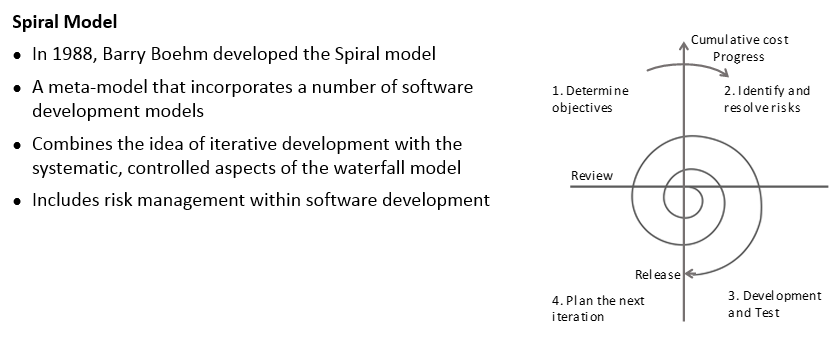 Spiral Model
• In 1988, Barry Boehm developed the Spiral model
• A meta-model that incorporates a number of software
development models
• Combines the idea of iterative development with the
systematic, controlled aspects of the waterfall model
• Includes risk management within software development
Cumulative cost
Progress
1. Determine
objectives
2. Identify and
resolve risks
Review
Release
4. Plan the next
iteration
3. Development
and Test